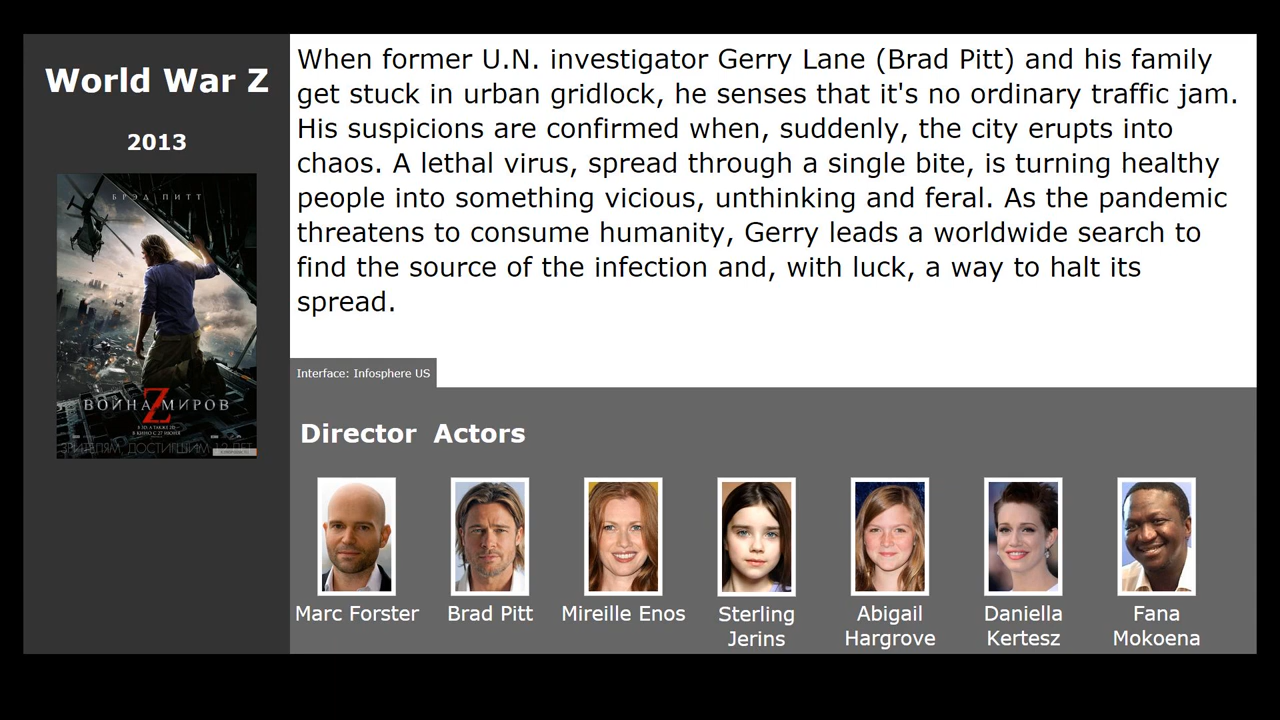 World War Z
2013
БРЭД ПИТТ
ВОЙНА Z МИРОВ
When former U.N. investigator Gerry Lane (Brad Pitt) and his family
get stuck in urban gridlock, he senses that it's no ordinary traffic jam.
His suspicions are confirmed when, suddenly, the city erupts into
chaos. A lethal virus, spread through a single bite, is turning healthy
people into something vicious, unthinking and feral. As the pandemic
threatens to consume humanity, Gerry leads a worldwide search to
find the source of the infection and, with luck, a way to halt its
spread.
Interface: Infosphere US
Director Actors
Marc Forster
Brad Pitt
Mireille Enos
Sterling
Jerins
Abigail
Hargrove
Daniella
Kertesz
Fana
Mokoena